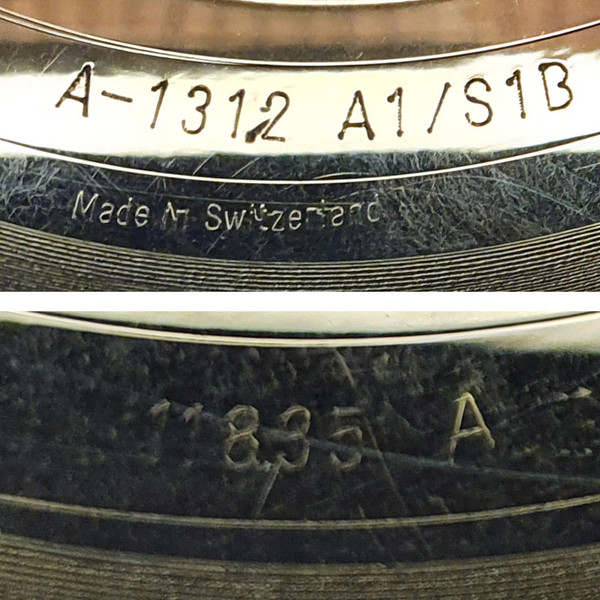 A-1312 A1/S1B
Made in Switzerland
11835 A